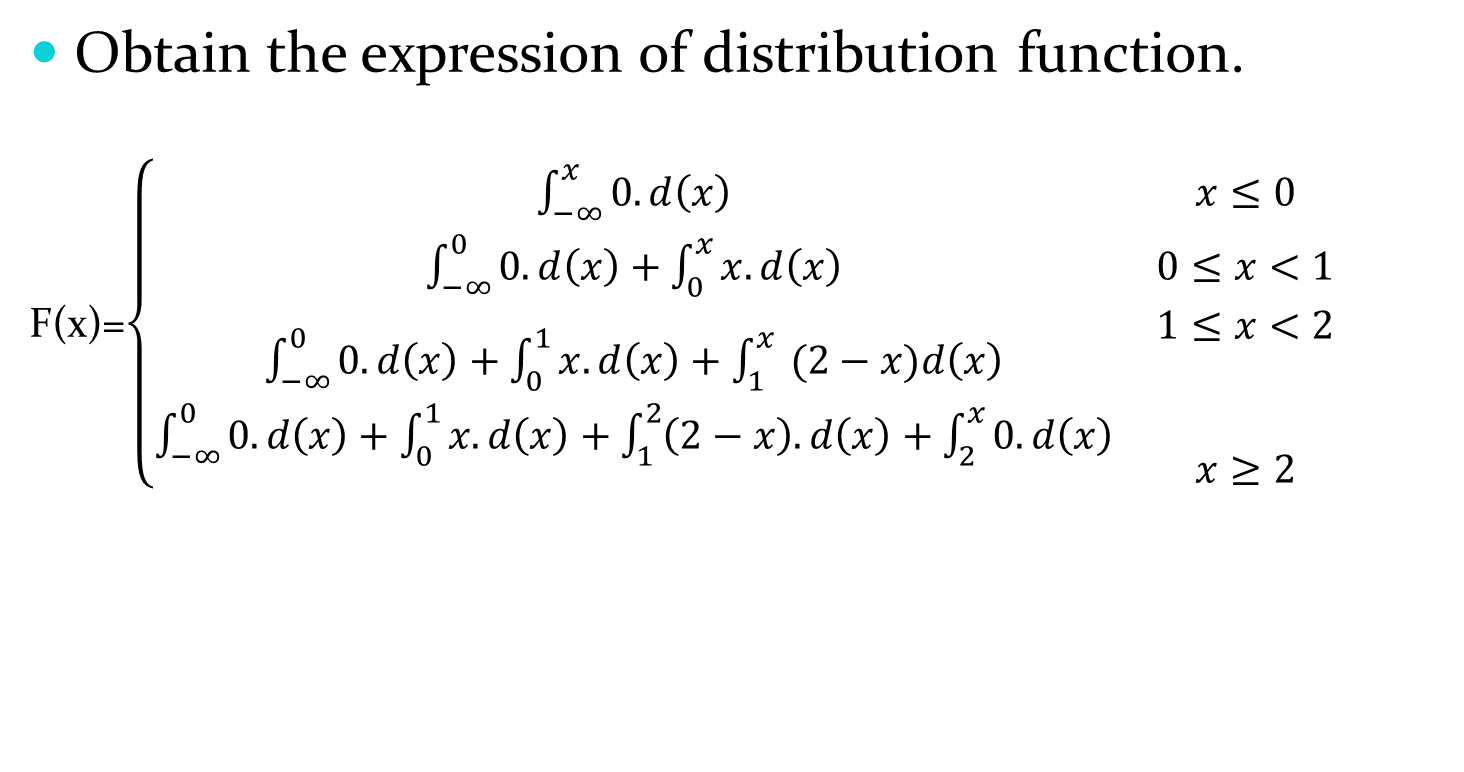 • Obtain the expression of distribution function.
∫_{-∞}^{x} 0. d(x) x ≤ 0
∫_{-∞}^{0} 0. d(x) + ∫_{0}^{x} x. d(x) 0 ≤ x < 1
F(x)={ 1 ≤ x < 2
∫_{-∞}^{0} 0. d(x) + ∫_{0}^{1} x. d(x) + ∫_{1}^{x} (2 − x)d(x)
∫_{-∞}^{0} 0. d(x) + ∫_{0}^{1} x. d(x) + ∫_{1}^{2} (2 − x). d(x) + ∫_{2}^{x} 0. d(x)
x ≥ 2